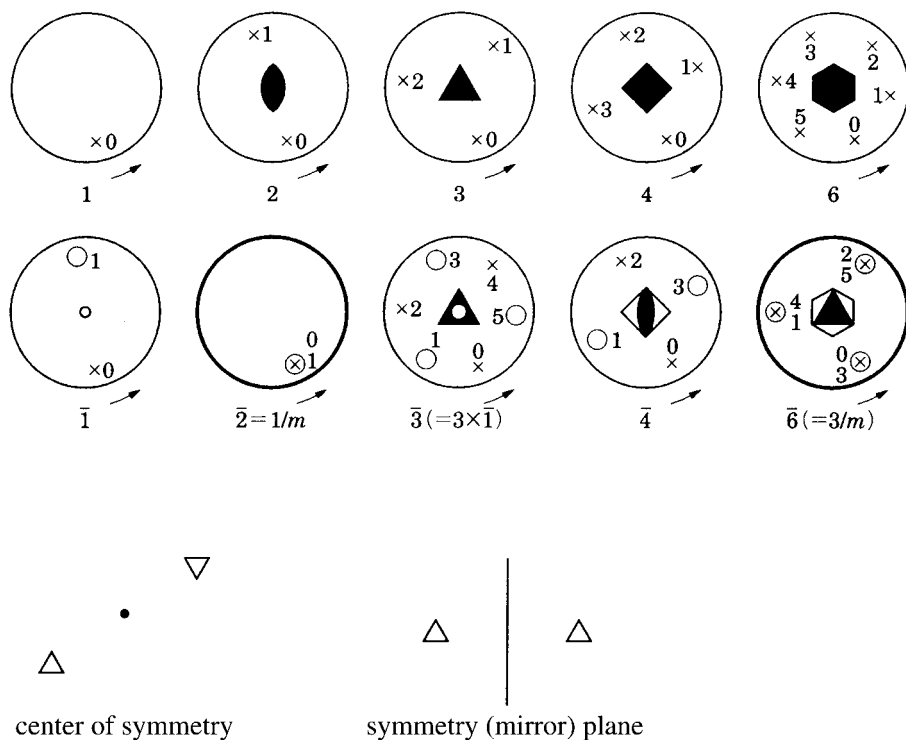 ×1 ×1 ×2 × 3 × 2
×2 1× ×4 1×
×3 5 ×
×0 ×0 ×0 ×0 0 ×
1 2 3 4 6
1 3 × 4 ×2 2 5
0 ×2 5 3 4 1
×0 1 1 0 × 1 0 × 0 3
1̅ 2̅=1/m 3̅(=3×1̅) 4̅ 6̅(=3/m)
center of symmetry symmetry (mirror) plane